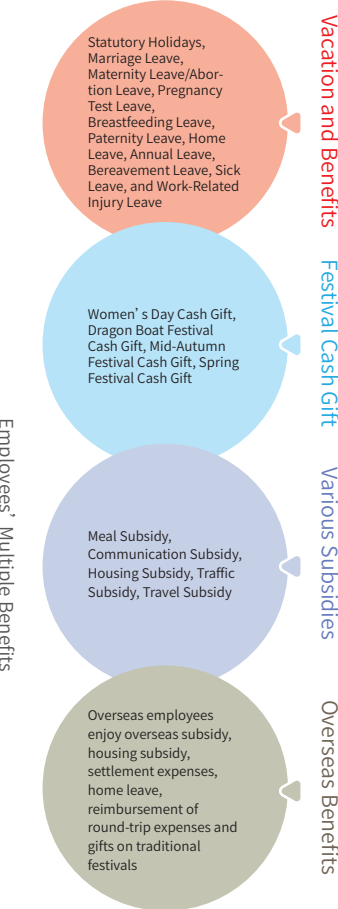 Employees’ Multiple Benefits
Vacation and Benefits
Statutory Holidays,
Marriage Leave,
Maternity Leave/Abor-
tion Leave, Pregnancy
Test Leave,
Breastfeeding Leave,
Paternity Leave, Home
Leave, Annual Leave,
Bereavement Leave, Sick
Leave, and Work-Related
Injury Leave
Festival Cash Gift
Women’s Day Cash Gift,
Dragon Boat Festival
Cash Gift, Mid-Autumn
Festival Cash Gift, Spring
Festival Cash Gift
Various Subsidies
Meal Subsidy,
Communication Subsidy,
Housing Subsidy, Traffic
Subsidy, Travel Subsidy
Overseas Benefits
Overseas employees
enjoy overseas subsidy,
housing subsidy,
settlement expenses,
home leave,
reimbursement of
round-trip expenses and
gifts on traditional
festivals